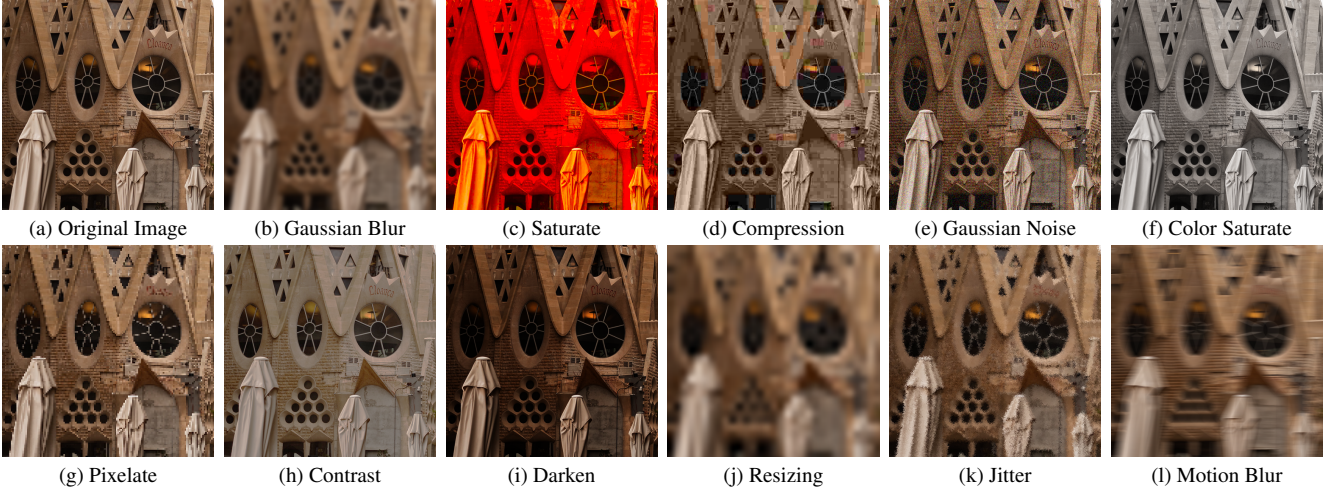 (a) Original Image
(b) Gaussian Blur
(c) Saturate
(d) Compression
(e) Gaussian Noise
(f) Color Saturate
(g) Pixelate
(h) Contrast
(i) Darken
(j) Resizing
(k) Jitter
(l) Motion Blur